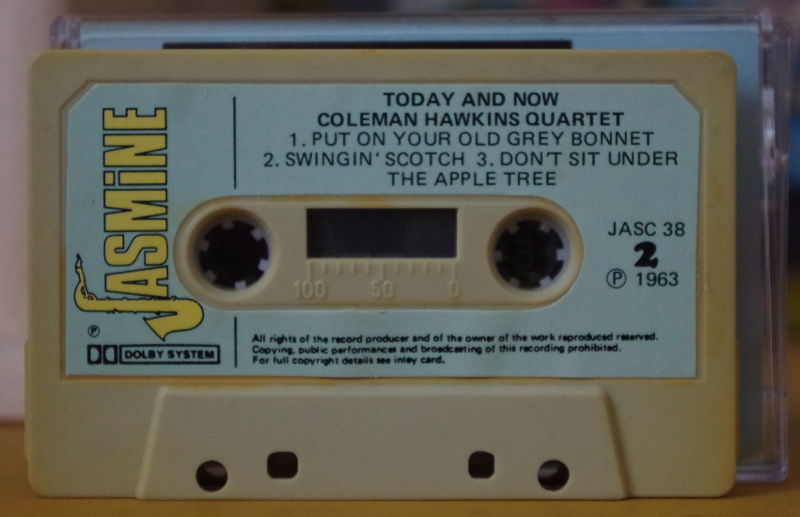 TODAY AND NOW
COLEMAN HAWKINS QUARTET
1. PUT ON YOUR OLD GREY BONNET
2. SWINGIN' SCOTCH 3. DON'T SIT UNDER
THE APPLE TREE
JASMiNE
JASC 38
2
℗ 1963
100 50 0
℗
DOLBY SYSTEM
All rights of the record producer and of the owner of the work reproduced reserved.
Copying, public performances and broadcasting of this recording prohibited.
For full copyright details see inlay card.